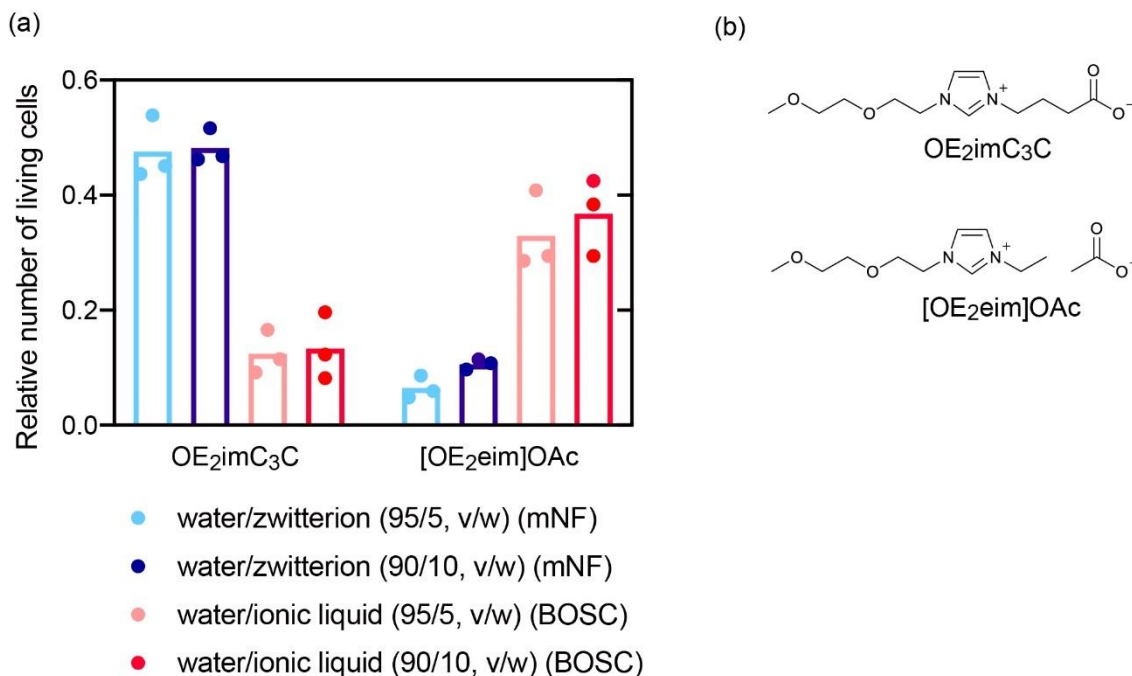 (a)
(b)
Relative number of living cells
0.6
0.4
0.2
0.0
OE2imC3C
[OE2eim]OAc
water/zwitterion (95/5, v/w) (mNF)
water/zwitterion (90/10, v/w) (mNF)
water/ionic liquid (95/5, v/w) (BOSC)
water/ionic liquid (90/10, v/w) (BOSC)
O O N + N O O−
OE2imC3C
O O N + N O O−
[OE2eim]OAc